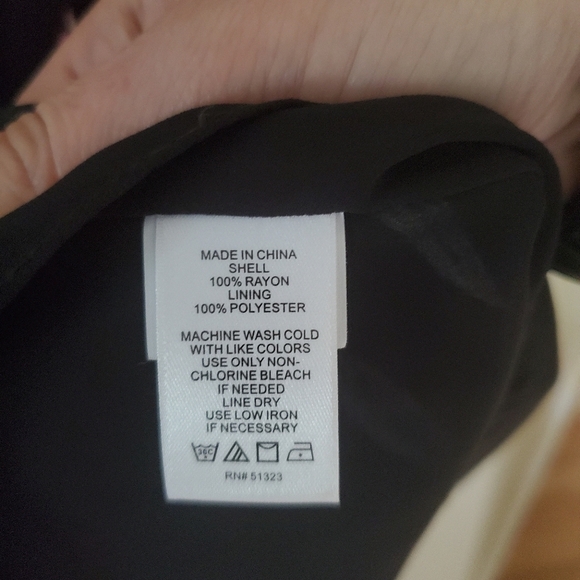 MADE IN CHINA
SHELL
100% RAYON
LINING
100% POLYESTER
MACHINE WASH COLD
WITH LIKE COLORS
USE ONLY NON-
CHLORINE BLEACH
IF NEEDED
LINE DRY
USE LOW IRON
IF NECESSARY
30C
RN# 51323